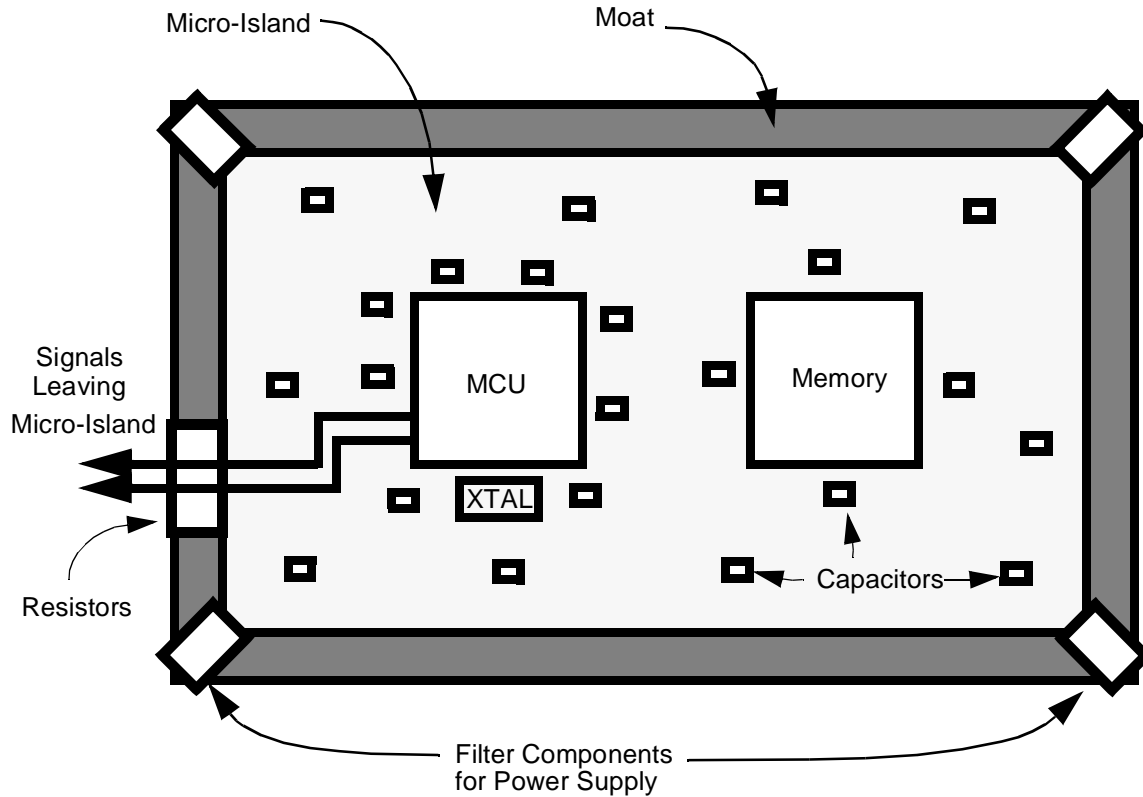 Micro-Island
Moat
Signals
Leaving
Micro-Island
MCU
Memory
XTAL
Capacitors
Resistors
Filter Components
for Power Supply